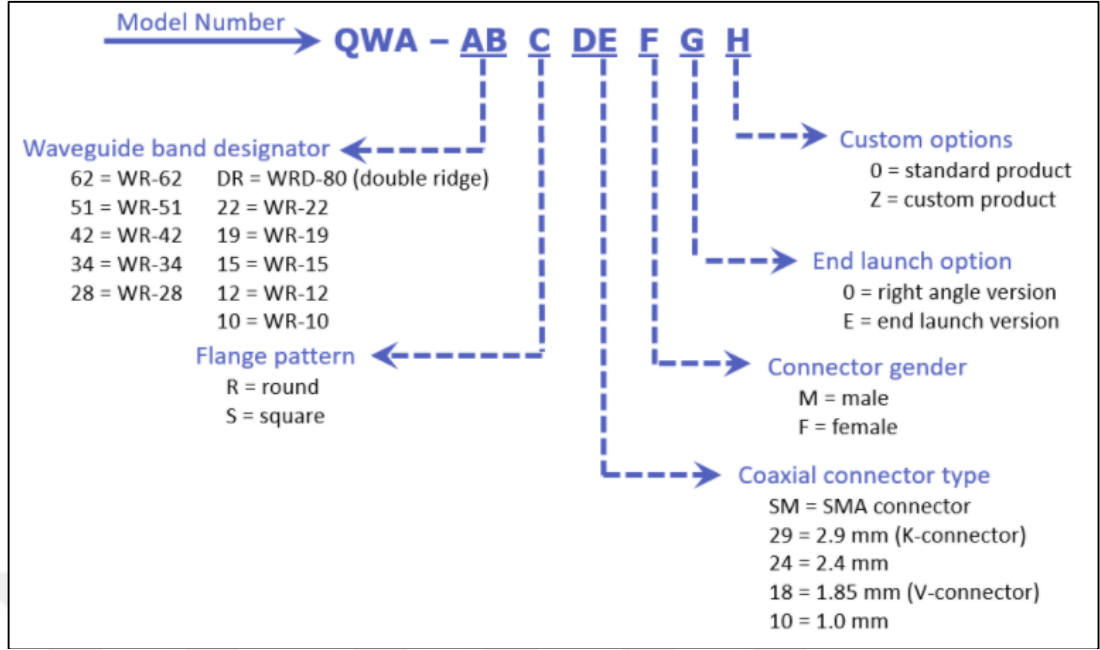 Model Number
QWA – AB C DE F G H
Waveguide band designator
62 = WR-62 DR = WRD-80 (double ridge)
51 = WR-51 22 = WR-22
42 = WR-42 19 = WR-19
34 = WR-34 15 = WR-15
28 = WR-28 12 = WR-12
10 = WR-10
Flange pattern
R = round
S = square
Custom options
0 = standard product
Z = custom product
End launch option
0 = right angle version
E = end launch version
Connector gender
M = male
F = female
Coaxial connector type
SM = SMA connector
29 = 2.9 mm (K-connector)
24 = 2.4 mm
18 = 1.85 mm (V-connector)
10 = 1.0 mm